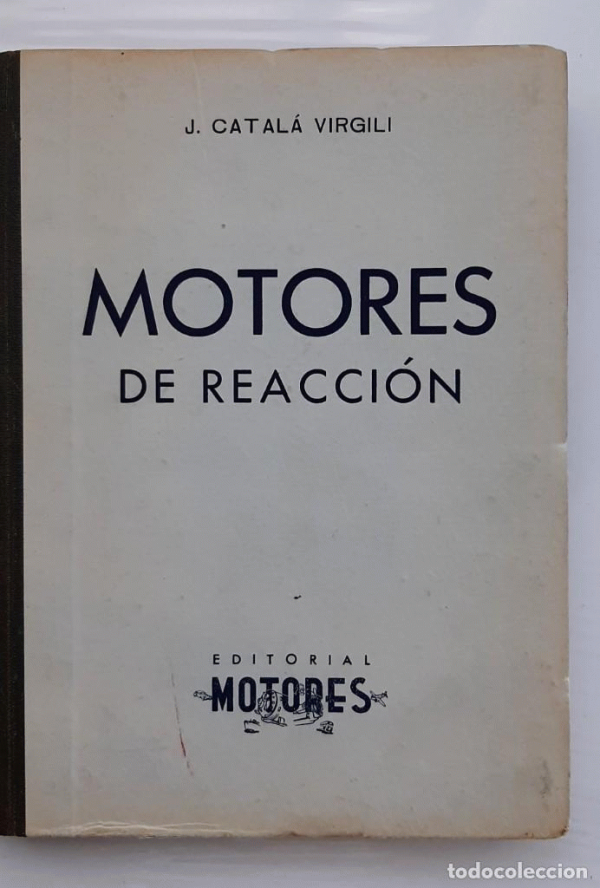 J. CATALÁ VIRGILI
MOTORES
DE REACCIÓN
EDITORIAL
MOTORES
todocoleccion